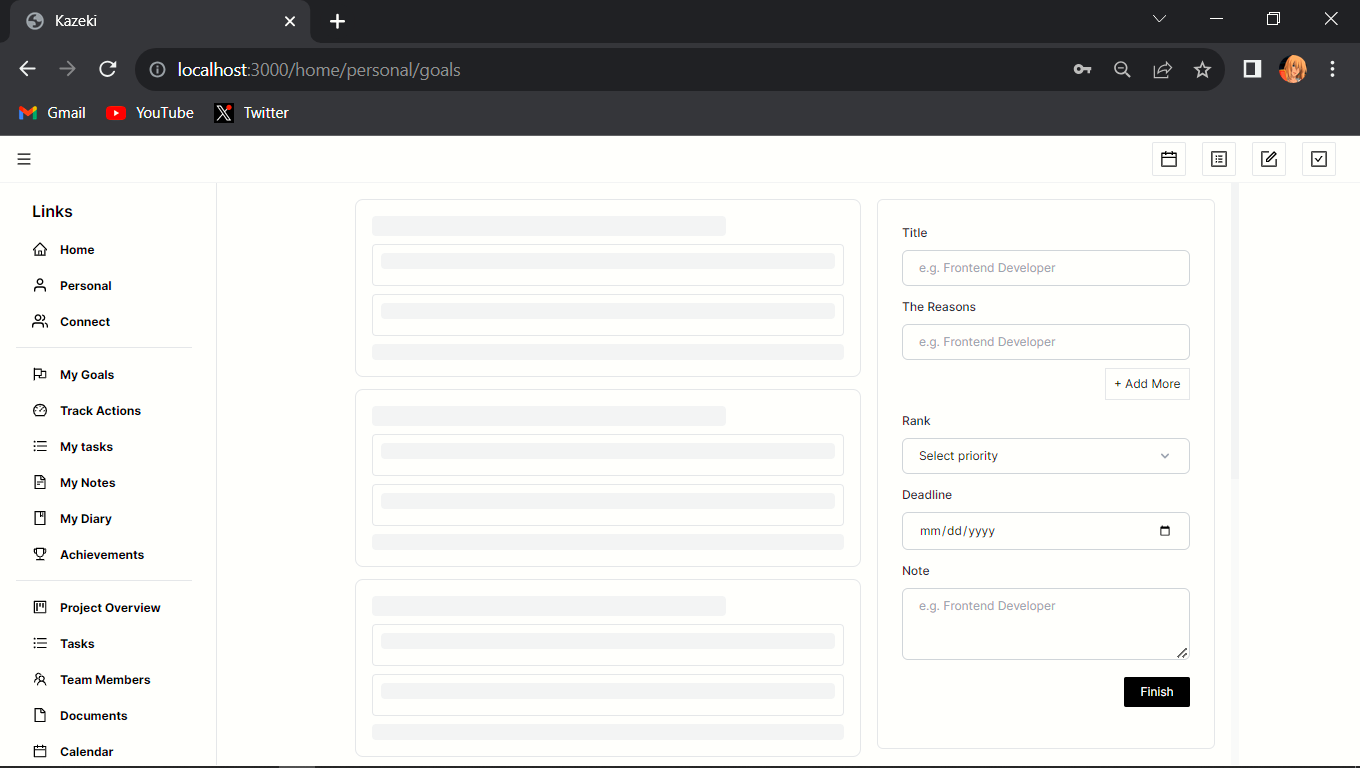 Kazeki
localhost:3000/home/personal/goals
Gmail YouTube Twitter
Links
Home
Personal
Connect
My Goals
Track Actions
My tasks
My Notes
My Diary
Achievements
Project Overview
Tasks
Team Members
Documents
Calendar
Title
e.g. Frontend Developer
The Reasons
e.g. Frontend Developer
+ Add More
Rank
Select priority
Deadline
mm/dd/yyyy
Note
e.g. Frontend Developer
Finish